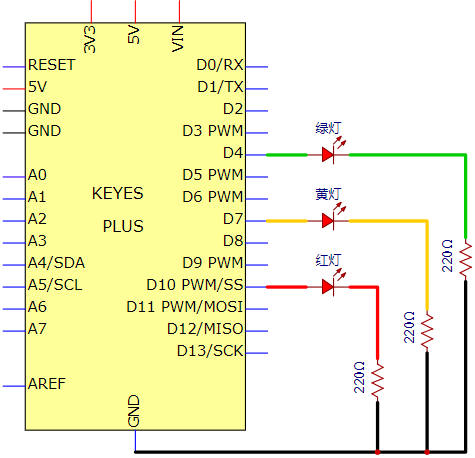 3V3
5V
VIN
RESET
5V
GND
GND
A0
A1
A2
A3
A4/SDA
A5/SCL
A6
A7
AREF
KEYES
PLUS
D0/RX
D1/TX
D2
D3 PWM
D4
D5 PWM
D6 PWM
D7
D8
D9 PWM
D10 PWM/SS
D11 PWM/MOSI
D12/MISO
D13/SCK
GND
绿灯
黄灯
红灯
220Ω
220Ω
220Ω